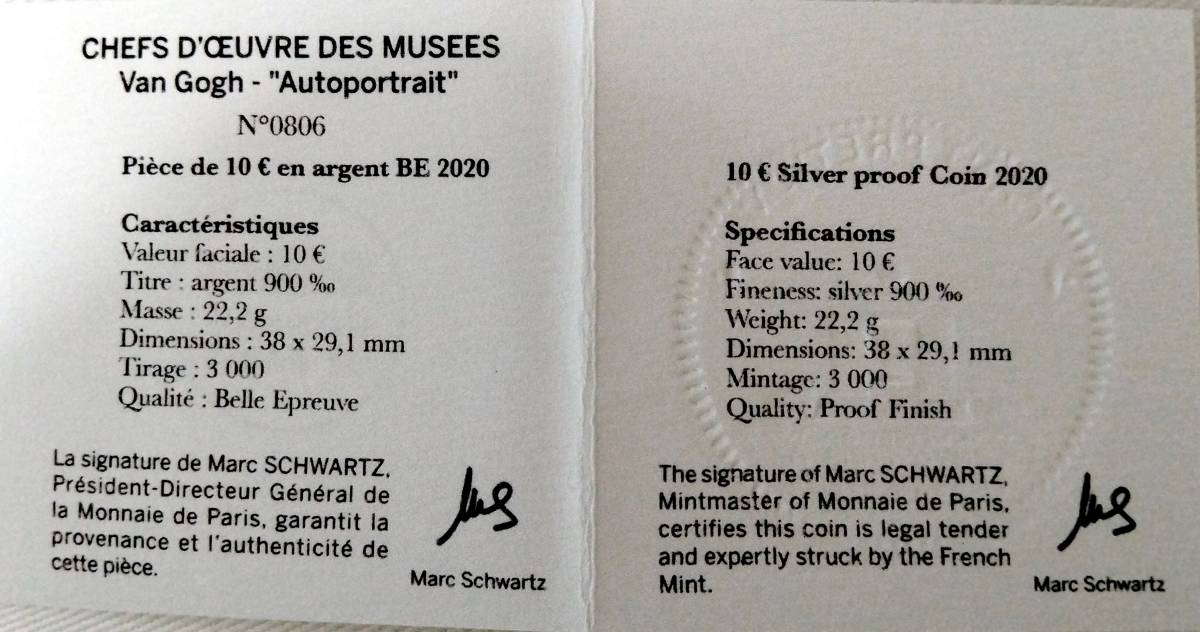 CHEFS D'ŒUVRE DES MUSEES
Van Gogh - "Autoportrait"
N°0806
Pièce de 10 € en argent BE 2020
Caractéristiques
Valeur faciale : 10 €
Titre : argent 900 ‰
Masse : 22,2 g
Dimensions : 38 x 29,1 mm
Tirage : 3 000
Qualité : Belle Epreuve
La signature de Marc SCHWARTZ,
Président-Directeur Général de
la Monnaie de Paris, garantit la
provenance et l'authenticité de
cette pièce.
Marc Schwartz
10 € Silver proof Coin 2020
Specifications
Face value: 10 €
Fineness: silver 900 ‰
Weight: 22,2 g
Dimensions: 38 x 29,1 mm
Mintage: 3 000
Quality: Proof Finish
The signature of Marc SCHWARTZ,
Mintmaster of Monnaie de Paris,
certifies this coin is legal tender
and expertly struck by the French
Mint.
Marc Schwartz